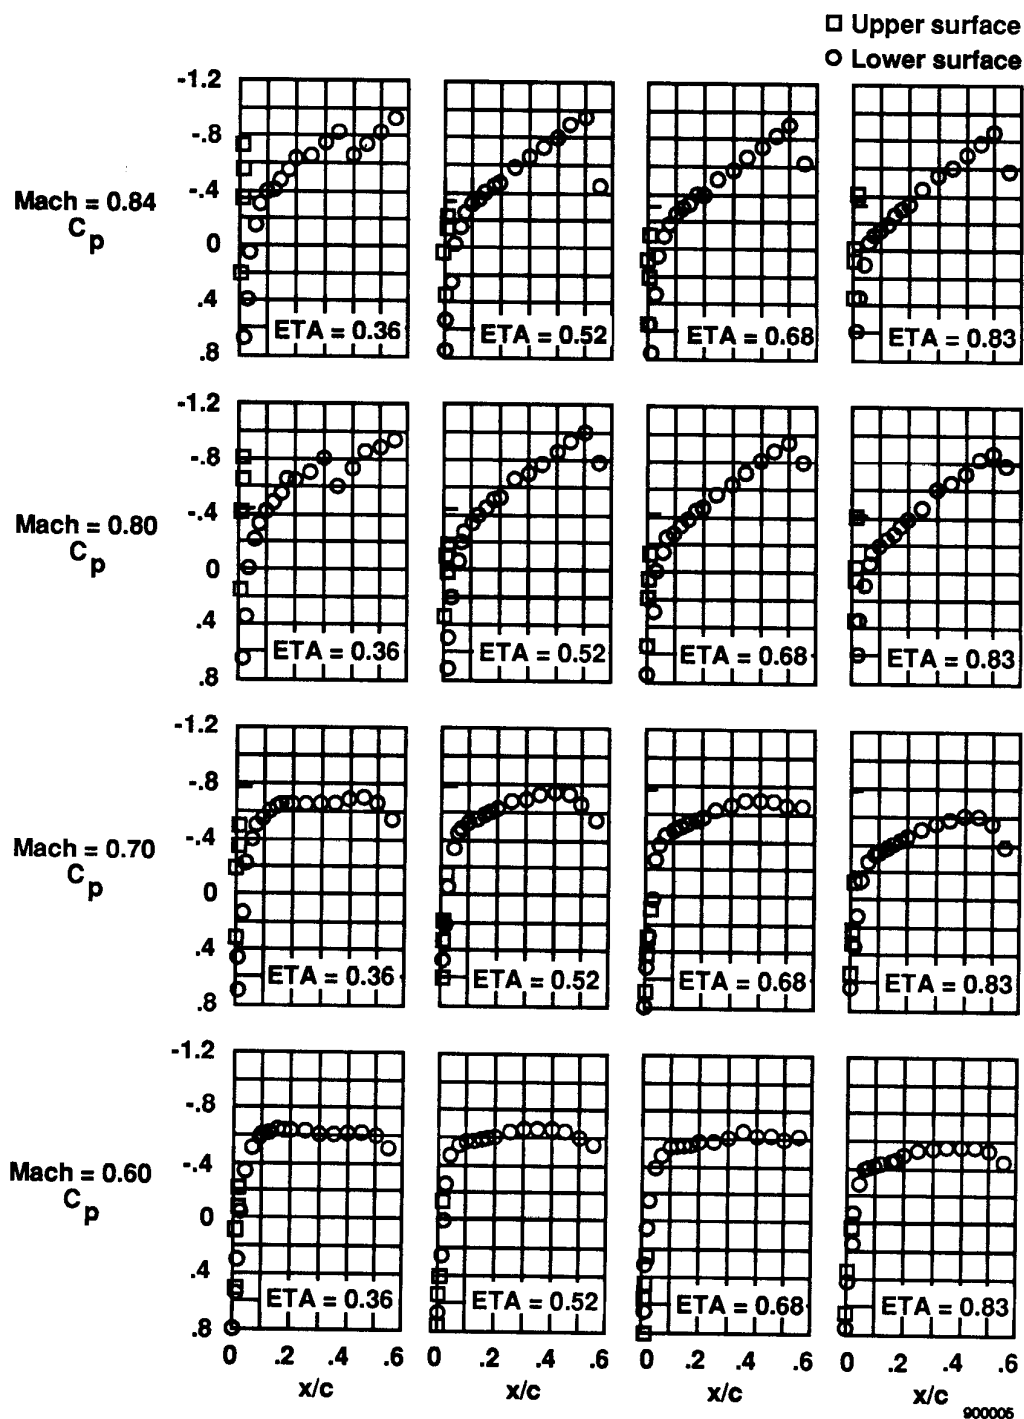 Upper surface
Lower surface
-1.2
-.8
-.4
0
.4
.8
Mach = 0.84
Cp
ETA = 0.36
ETA = 0.52
ETA = 0.68
ETA = 0.83
-1.2
-.8
-.4
0
.4
.8
Mach = 0.80
Cp
ETA = 0.36
ETA = 0.52
ETA = 0.68
ETA = 0.83
-1.2
-.8
-.4
0
.4
.8
Mach = 0.70
Cp
ETA = 0.36
ETA = 0.52
ETA = 0.68
ETA = 0.83
-1.2
-.8
-.4
0
.4
.8
Mach = 0.60
Cp
ETA = 0.36
ETA = 0.52
ETA = 0.68
ETA = 0.83
0 .2 .4 .6 0 .2 .4 .6 0 .2 .4 .6 0 .2 .4 .6
x/c x/c x/c x/c
900005